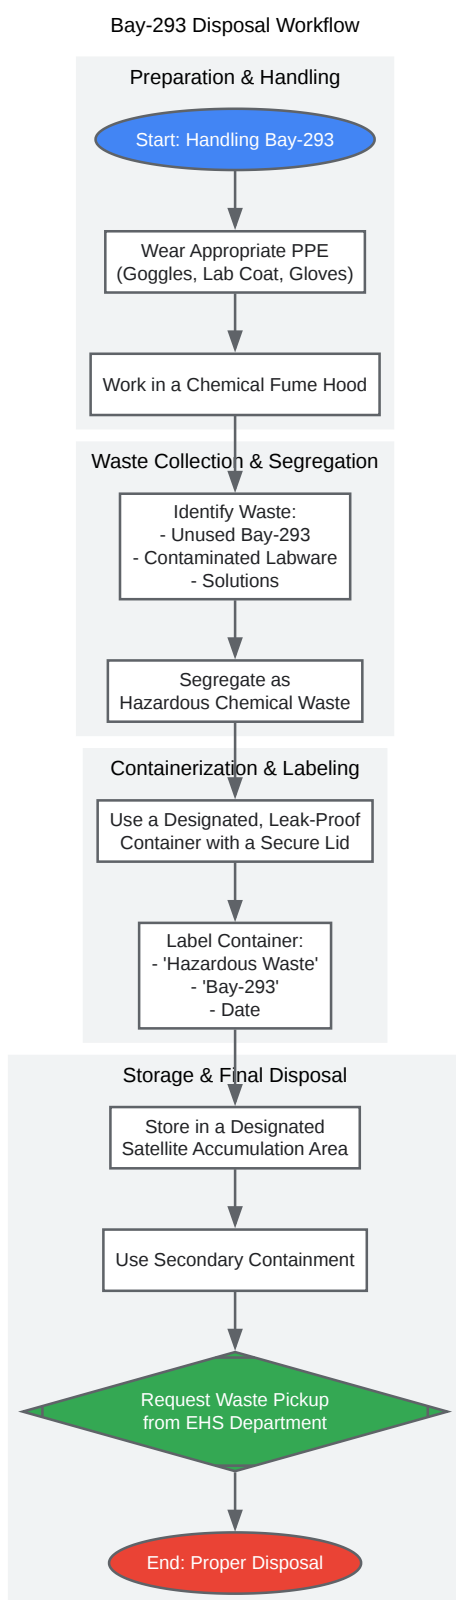 Bay-293 Disposal Workflow
Preparation & Handling
Start: Handling Bay-293
Wear Appropriate PPE
(Goggles, Lab Coat, Gloves)
Work in a Chemical Fume Hood
Waste Collection & Segregation
Identify Waste:
- Unused Bay-293
- Contaminated Labware
- Solutions
Segregate as
Hazardous Chemical Waste
Containerization & Labeling
Use a Designated, Leak-Proof
Container with a Secure Lid
Label Container:
- 'Hazardous Waste'
- 'Bay-293'
- Date
Storage & Final Disposal
Store in a Designated
Satellite Accumulation Area
Use Secondary Containment
Request Waste Pickup
from EHS Department
End: Proper Disposal